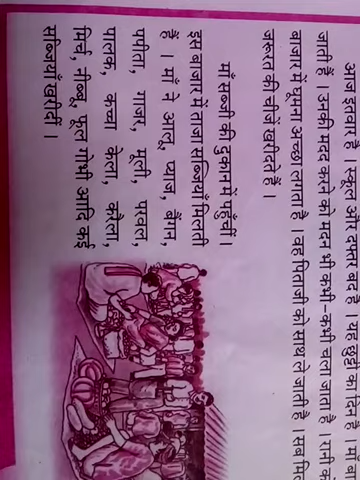 आज इतवार है । स्कूल और दफ्तर बंद है । यह छुट्टी का दिन है । माँ
जाती हैं । उनकी मदद करने को मदन भी कभी-कभी चला जाता है । रानी
बाजार में घूमना अच्छा लगता है । वह पिताजी को साथ ले जाती है । सब
जरूरत की चीजें खरीदते हैं ।
माँ सब्जी की दुकान में पहुँचीं ।
इस बाजार में ताजा सब्जियाँ मिलती
हैं । माँ ने आलू, प्याज, बैंगन,
पपीता, गाजर, मूली, परवल,
पालक, कच्चा केला, करेला,
मिर्च, नींबू, फूल गोभी आदि कई
सब्जियाँ खरीदीं ।